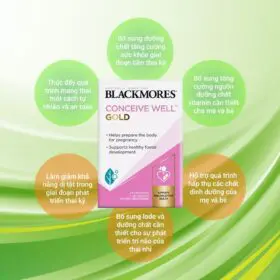 Bổ sung dưỡng
chất tăng cường
sức khỏe giai
đoạn tiền thai kỳ
Thúc đẩy quá
trình mang thai
một cách tự
nhiên và an toàn
Bổ sung tăng
cường nguồn
dưỡng chất
vitamin cần thiết
cho mẹ và bé
BLACKMORES
CONCEIVE WELL™
GOLD
• Helps prepare the body
for pregnancy
• Supports healthy foetal
development
Làm giảm khả
năng dị tật trong
giai đoạn phát
triển thai kỳ
Hỗ trợ quá trình
hấp thụ các chất
dinh dưỡng của
mẹ và bé
Bổ sung Iode và
dưỡng chất cần
thiết cho sự phát
triển trí não của
thai nhi